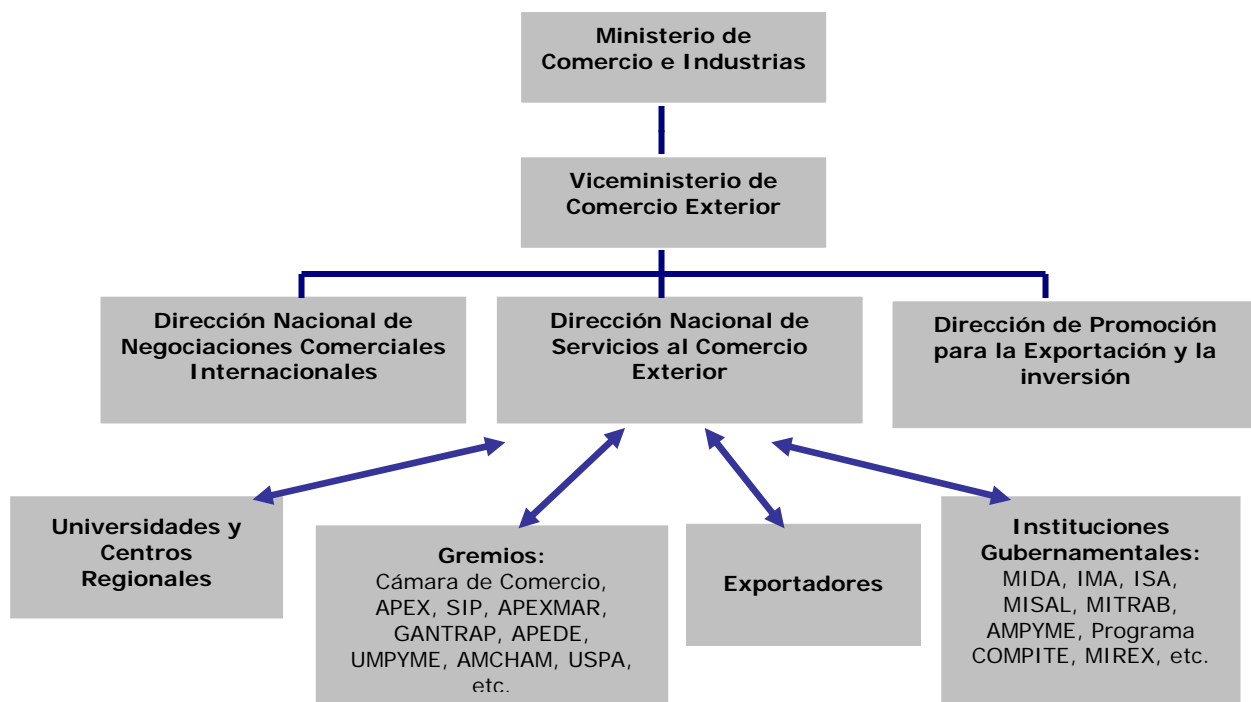 Ministerio de
Comercio e Industrias
Viceministerio de
Comercio Exterior
Dirección Nacional de
Negociaciones Comerciales
Internacionales
Dirección Nacional de
Servicios al Comercio
Exterior
Dirección de Promoción
para la Exportación y la
inversión
Universidades y
Centros
Regionales
Gremios:
Cámara de Comercio,
APEX, SIP, APEXMAR,
GANTRAP, APEDE,
UMPYME, AMCHAM, USPA,
etc.
Exportadores
Instituciones
Gubernamentales:
MIDA, IMA, ISA,
MISAL, MITRAB,
AMPYME, Programa
COMPITE, MIREX, etc.